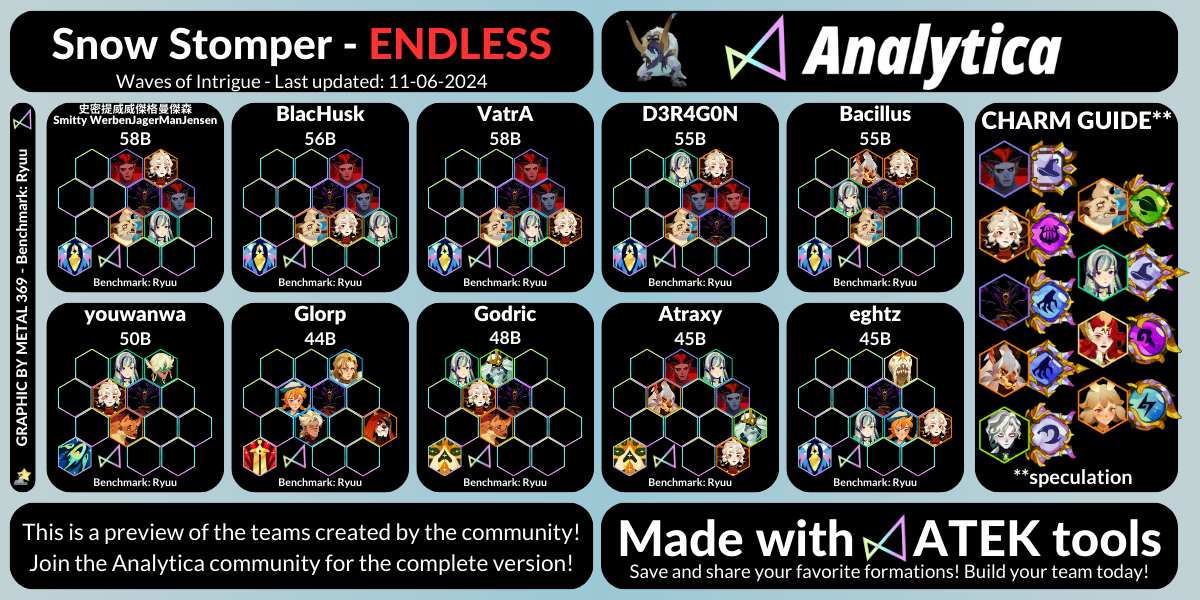 Snow Stomper - ENDLESS
Waves of Intrigue - Last updated: 11-06-2024
Analytica
GRAPHIC BY METAL 369 - Benchmark: Ryuu
史密提威威傑格曼傑森
Smitty WerbenJagerManJensen
58B
Benchmark: Ryuu
BlacHusk
56B
Benchmark: Ryuu
VatrA
58B
Benchmark: Ryuu
D3R4G0N
55B
Benchmark: Ryuu
Bacillus
55B
Benchmark: Ryuu
youwanwa
50B
Benchmark: Ryuu
Glorp
44B
Benchmark: Ryuu
Godric
48B
Benchmark: Ryuu
Atraxy
45B
Benchmark: Ryuu
eghtz
45B
Benchmark: Ryuu
CHARM GUIDE**
**speculation
This is a preview of the teams created by the community!
Join the Analytica community for the complete version!
Made with ATEK tools
Save and share your favorite formations! Build your team today!